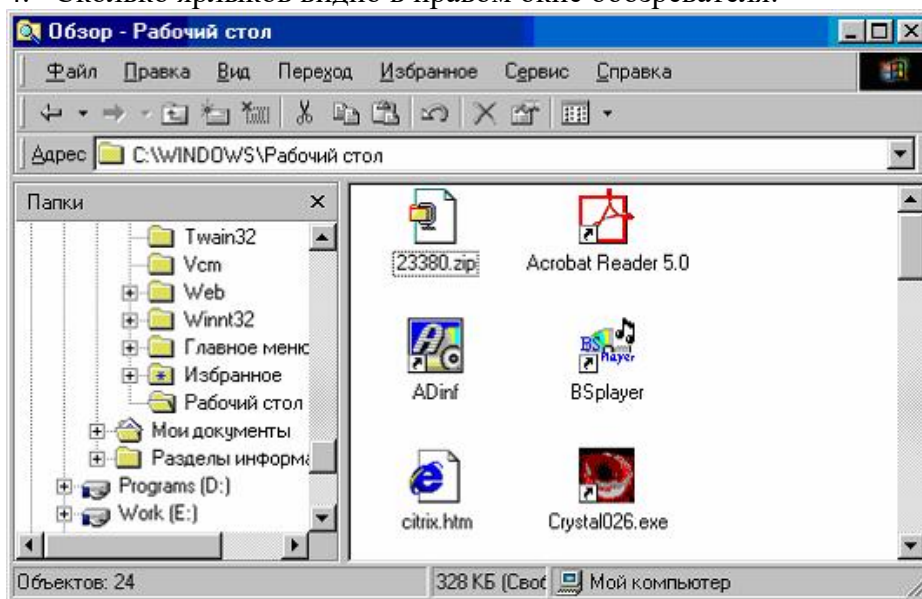 Сколько ярлыков видно в правом окне обозревателя?
Обзор - Рабочий стол
Файл Правка Вид Переход Избранное Сервис Справка
Адрес C:\WINDOWS\Рабочий стол
Папки
Twain32
Vcm
Web
Winnt32
Главное меню
Избранное
Рабочий стол
Мои документы
Разделы информа
Programs (D:)
Work (E:)
23380.zip Acrobat Reader 5.0
ADinf BSplayer
citrix.htm Crystal026.exe
Объектов: 24 328 КБ (Своб Мой компьютер